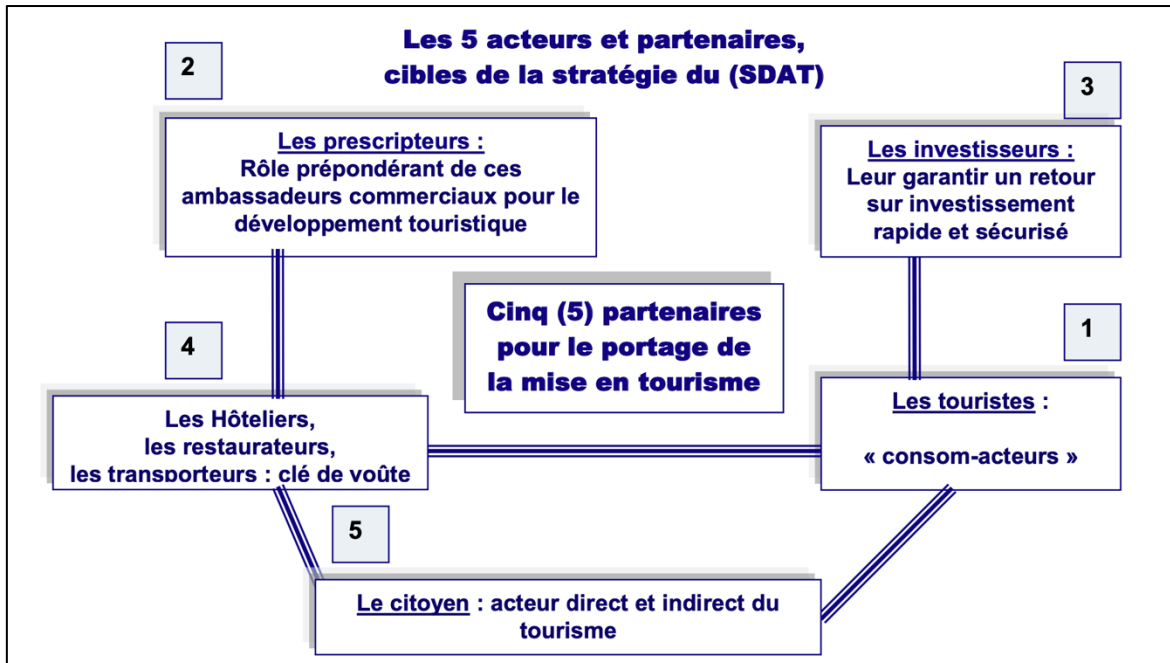 Les 5 acteurs et partenaires,
cibles de la stratégie du (SDAT)
2
Les prescripteurs :
Rôle prépondérant de ces
ambassadeurs commerciaux pour le
développement touristique
3
Les investisseurs :
Leur garantir un retour
sur investissement
rapide et sécurisé
Cinq (5) partenaires
pour le portage de
la mise en tourisme
4
Les Hôteliers,
les restaurateurs,
les transporteurs : clé de voûte
1
Les touristes :
« consom-acteurs »
5
Le citoyen : acteur direct et indirect du
tourisme